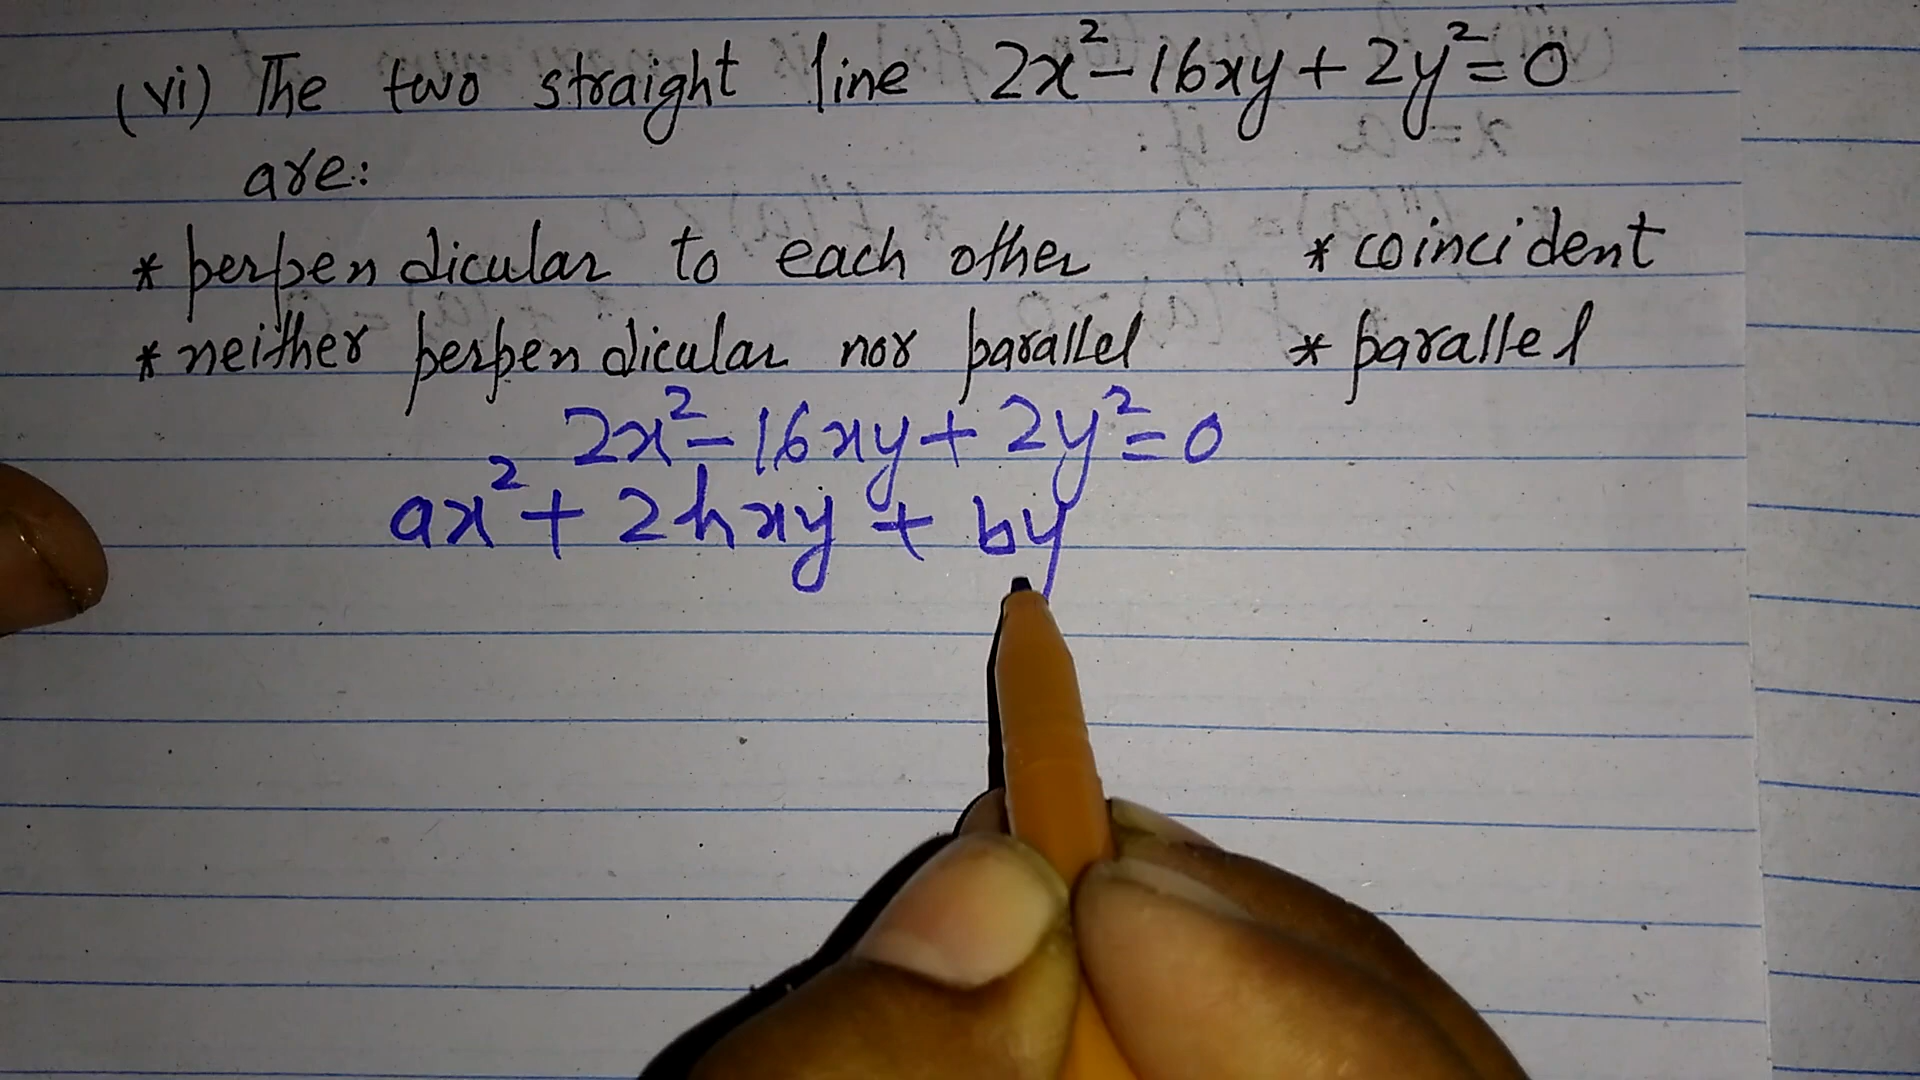 (vi) The two straight line 2x²-16xy+2y²=0
are:
* perpendicular to each other * coincident
* neither perpendicular nor parallel * parallel
2x²-16xy+2y²=0
ax²+2hxy+by